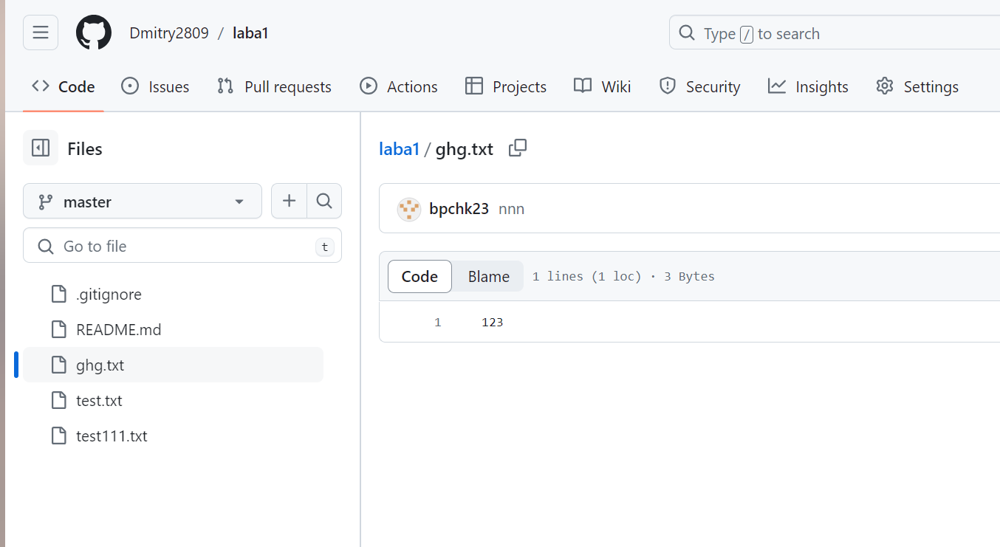 Dmitry2809 / laba1
Type / to search
Code Issues Pull requests Actions Projects Wiki Security Insights Settings
Files
master
Go to file t
.gitignore
README.md
ghg.txt
test.txt
test111.txt
laba1 / ghg.txt
bpchk23 nnn
Code Blame 1 lines (1 loc) · 3 Bytes
1 123